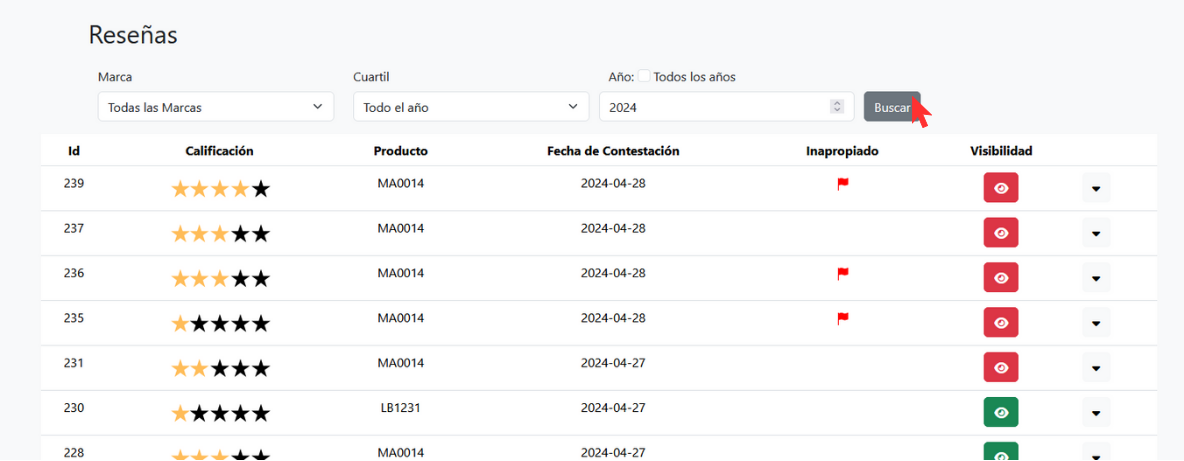 Reseñas
Marca Cuartil Año: Todos los años
Todas las Marcas Todo el año 2024 Buscar
Id Calificación Producto Fecha de Contestación Inapropiado Visibilidad
239 MA0014 2024-04-28
237 MA0014 2024-04-28
236 MA0014 2024-04-28
235 MA0014 2024-04-28
231 MA0014 2024-04-27
230 LB1231 2024-04-27
228 MA0014 2024-04-27